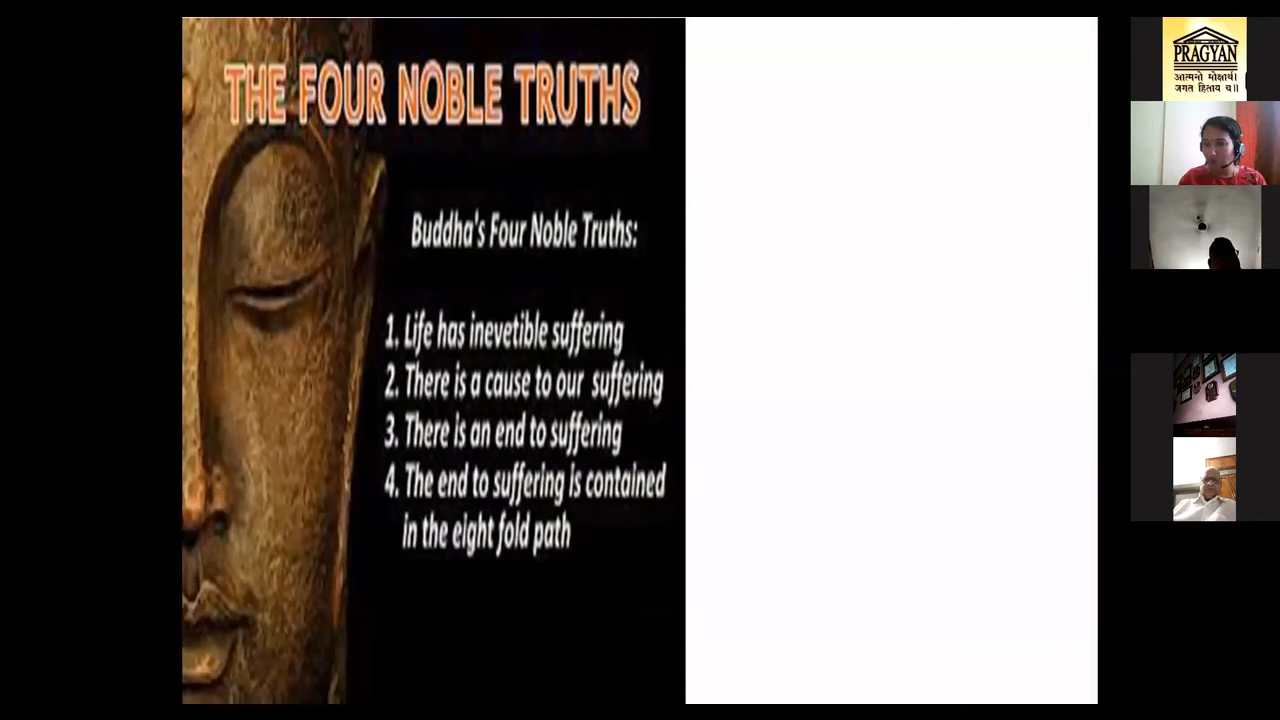 THE FOUR NOBLE TRUTHS
Buddha's Four Noble Truths:
1. Life has inevetible suffering
2. There is a cause to our suffering
3. There is an end to suffering
4. The end to suffering is contained
in the eight fold path
PRAGYAN
आत्मनो मोक्षार्थं।
जगत हिताय च॥